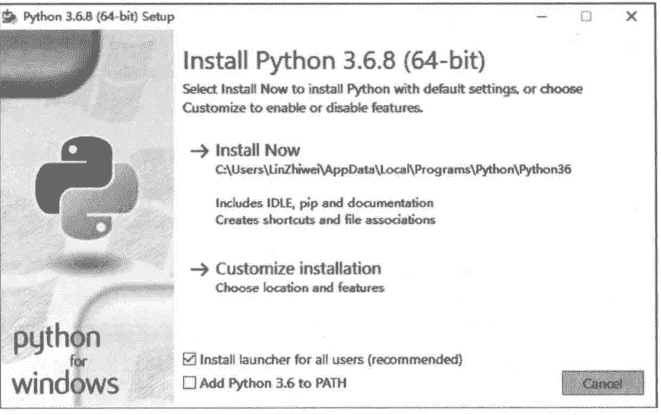 Python 3.6.8 (64-bit) Setup
Install Python 3.6.8 (64-bit)
Select Install Now to install Python with default settings, or choose
Customize to enable or disable features.
→ Install Now
C:\Users\LinZhiwei\AppData\Local\Programs\Python\Python36
Includes IDLE, pip and documentation
Creates shortcuts and file associations
→ Customize installation
Choose location and features
python
for
windows
Install launcher for all users (recommended)
Add Python 3.6 to PATH
Cancel